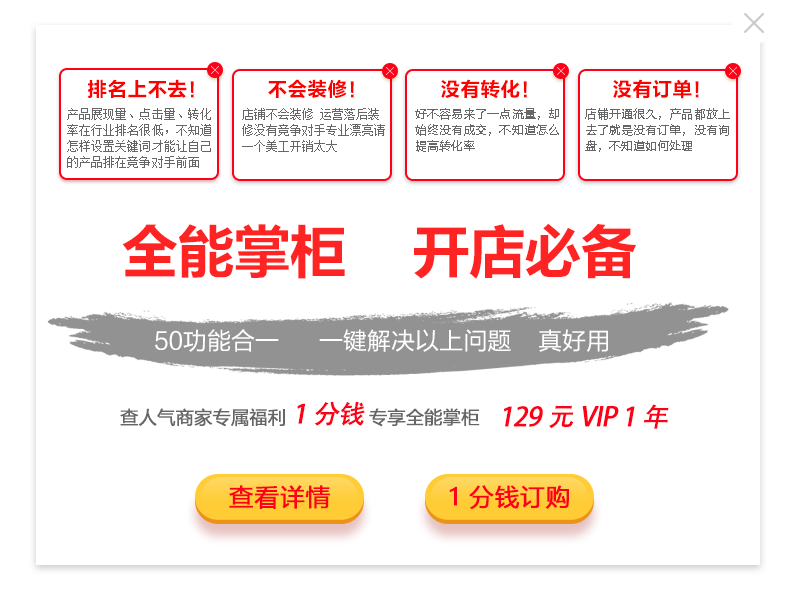 排名上不去！
产品展现量、点击量、转化
率在行业排名很低，不知道
怎样设置关键词才能让自己
的产品排在竞争对手前面
不会装修！
店铺不会装修 运营落后装
修没有竞争对手专业漂亮请
一个美工开销太大
没有转化！
好不容易来了一点流量，却
始终没有成交，不知道怎么
提高转化率
没有订单！
店铺开通很久，产品都放上
去了就是没有订单，没有询
盘，不知道如何处理
全能掌柜 开店必备
50功能合一 一键解决以上问题 真好用
查人气商家专属福利 1 分钱 专享全能掌柜 129 元 VIP 1 年
查看详情
1 分钱订购